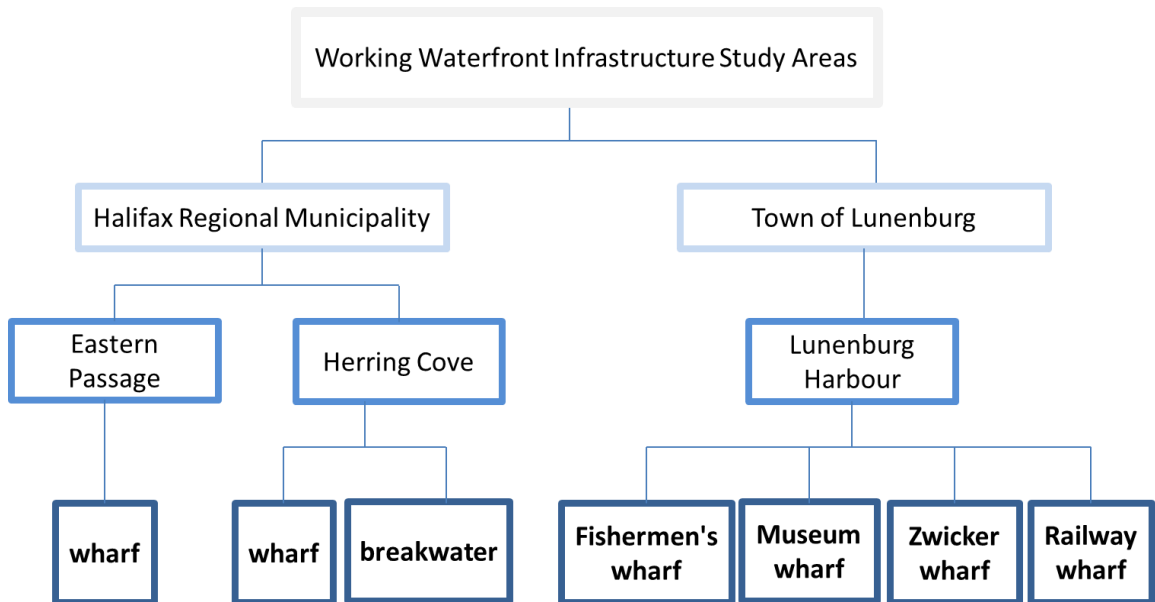 Working Waterfront Infrastructure Study Areas
Halifax Regional Municipality
Town of Lunenburg
Eastern
Passage
Herring Cove
Lunenburg
Harbour
wharf
wharf
breakwater
Fishermen's
wharf
Museum
wharf
Zwicker
wharf
Railway
wharf